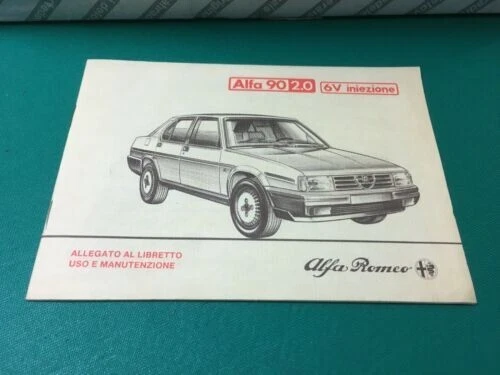 Alfa 90 2.0 6V iniezione
ALLEGATO AL LIBRETTO
USO E MANUTENZIONE
Alfa Romeo